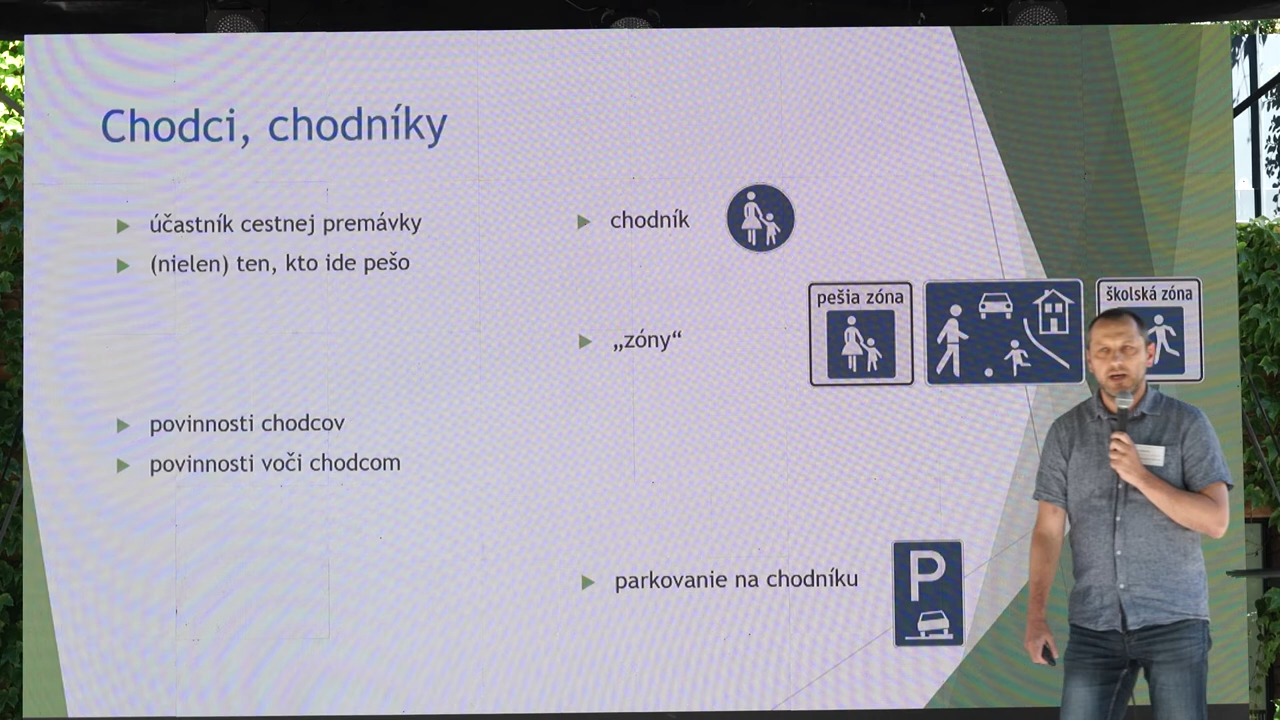 Chodci, chodníky
účastník cestnej premávky
(nielen) ten, kto ide pešo
povinnosti chodcov
povinnosti voči chodcom
chodník
„zóny“
pešia zóna
školská zóna
parkovanie na chodníku
P